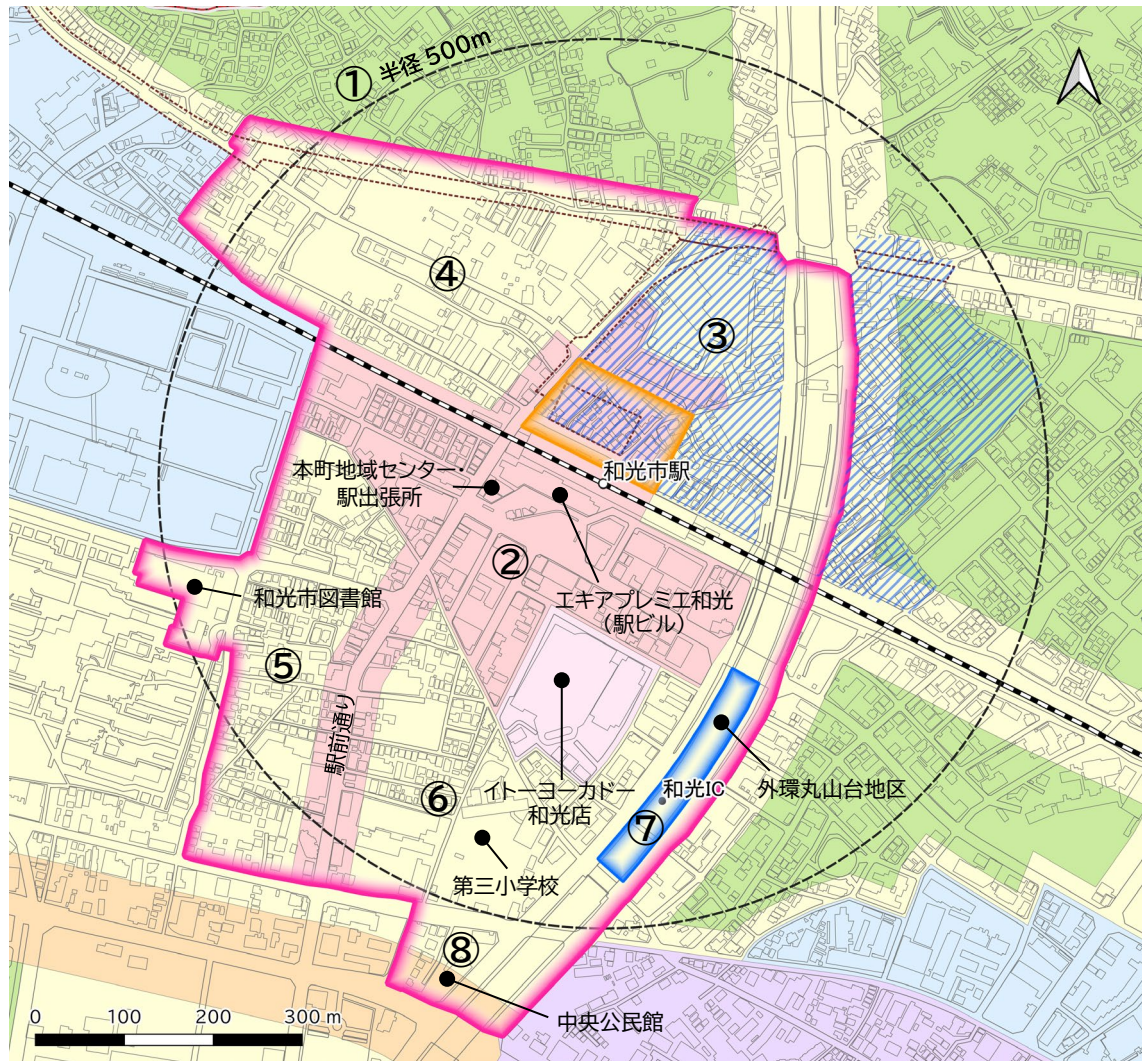 ① 半径 500m
④
③
本町地域センター・
駅出張所
和光市駅
②
エキアプレミエ和光
（駅ビル）
和光市図書館
⑤
駅前通り
⑥
イトーヨーカドー
和光店
和光IC
外環丸山台地区
⑦
第三小学校
⑧
中央公民館
0 100 200 300 m